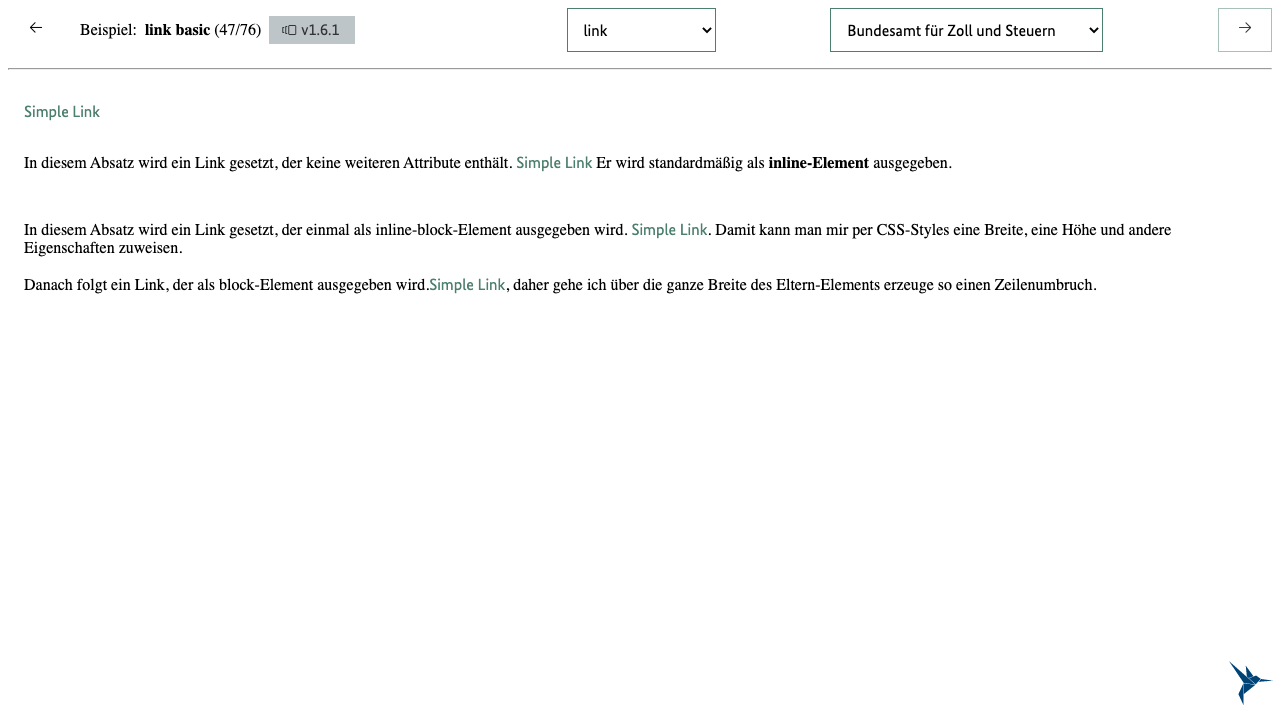 Beispiel: link basic (47/76) v1.6.1 link Bundesamt für Zoll und Steuern
Simple Link
In diesem Absatz wird ein Link gesetzt, der keine weiteren Attribute enthält. Simple Link Er wird standardmäßig als inline-Element ausgegeben.
In diesem Absatz wird ein Link gesetzt, der einmal als inline-block-Element ausgegeben wird. Simple Link. Damit kann man mir per CSS-Styles eine Breite, eine Höhe und andere
Eigenschaften zuweisen.
Danach folgt ein Link, der als block-Element ausgegeben wird.Simple Link, daher gehe ich über die ganze Breite des Eltern-Elements erzeuge so einen Zeilenumbruch.